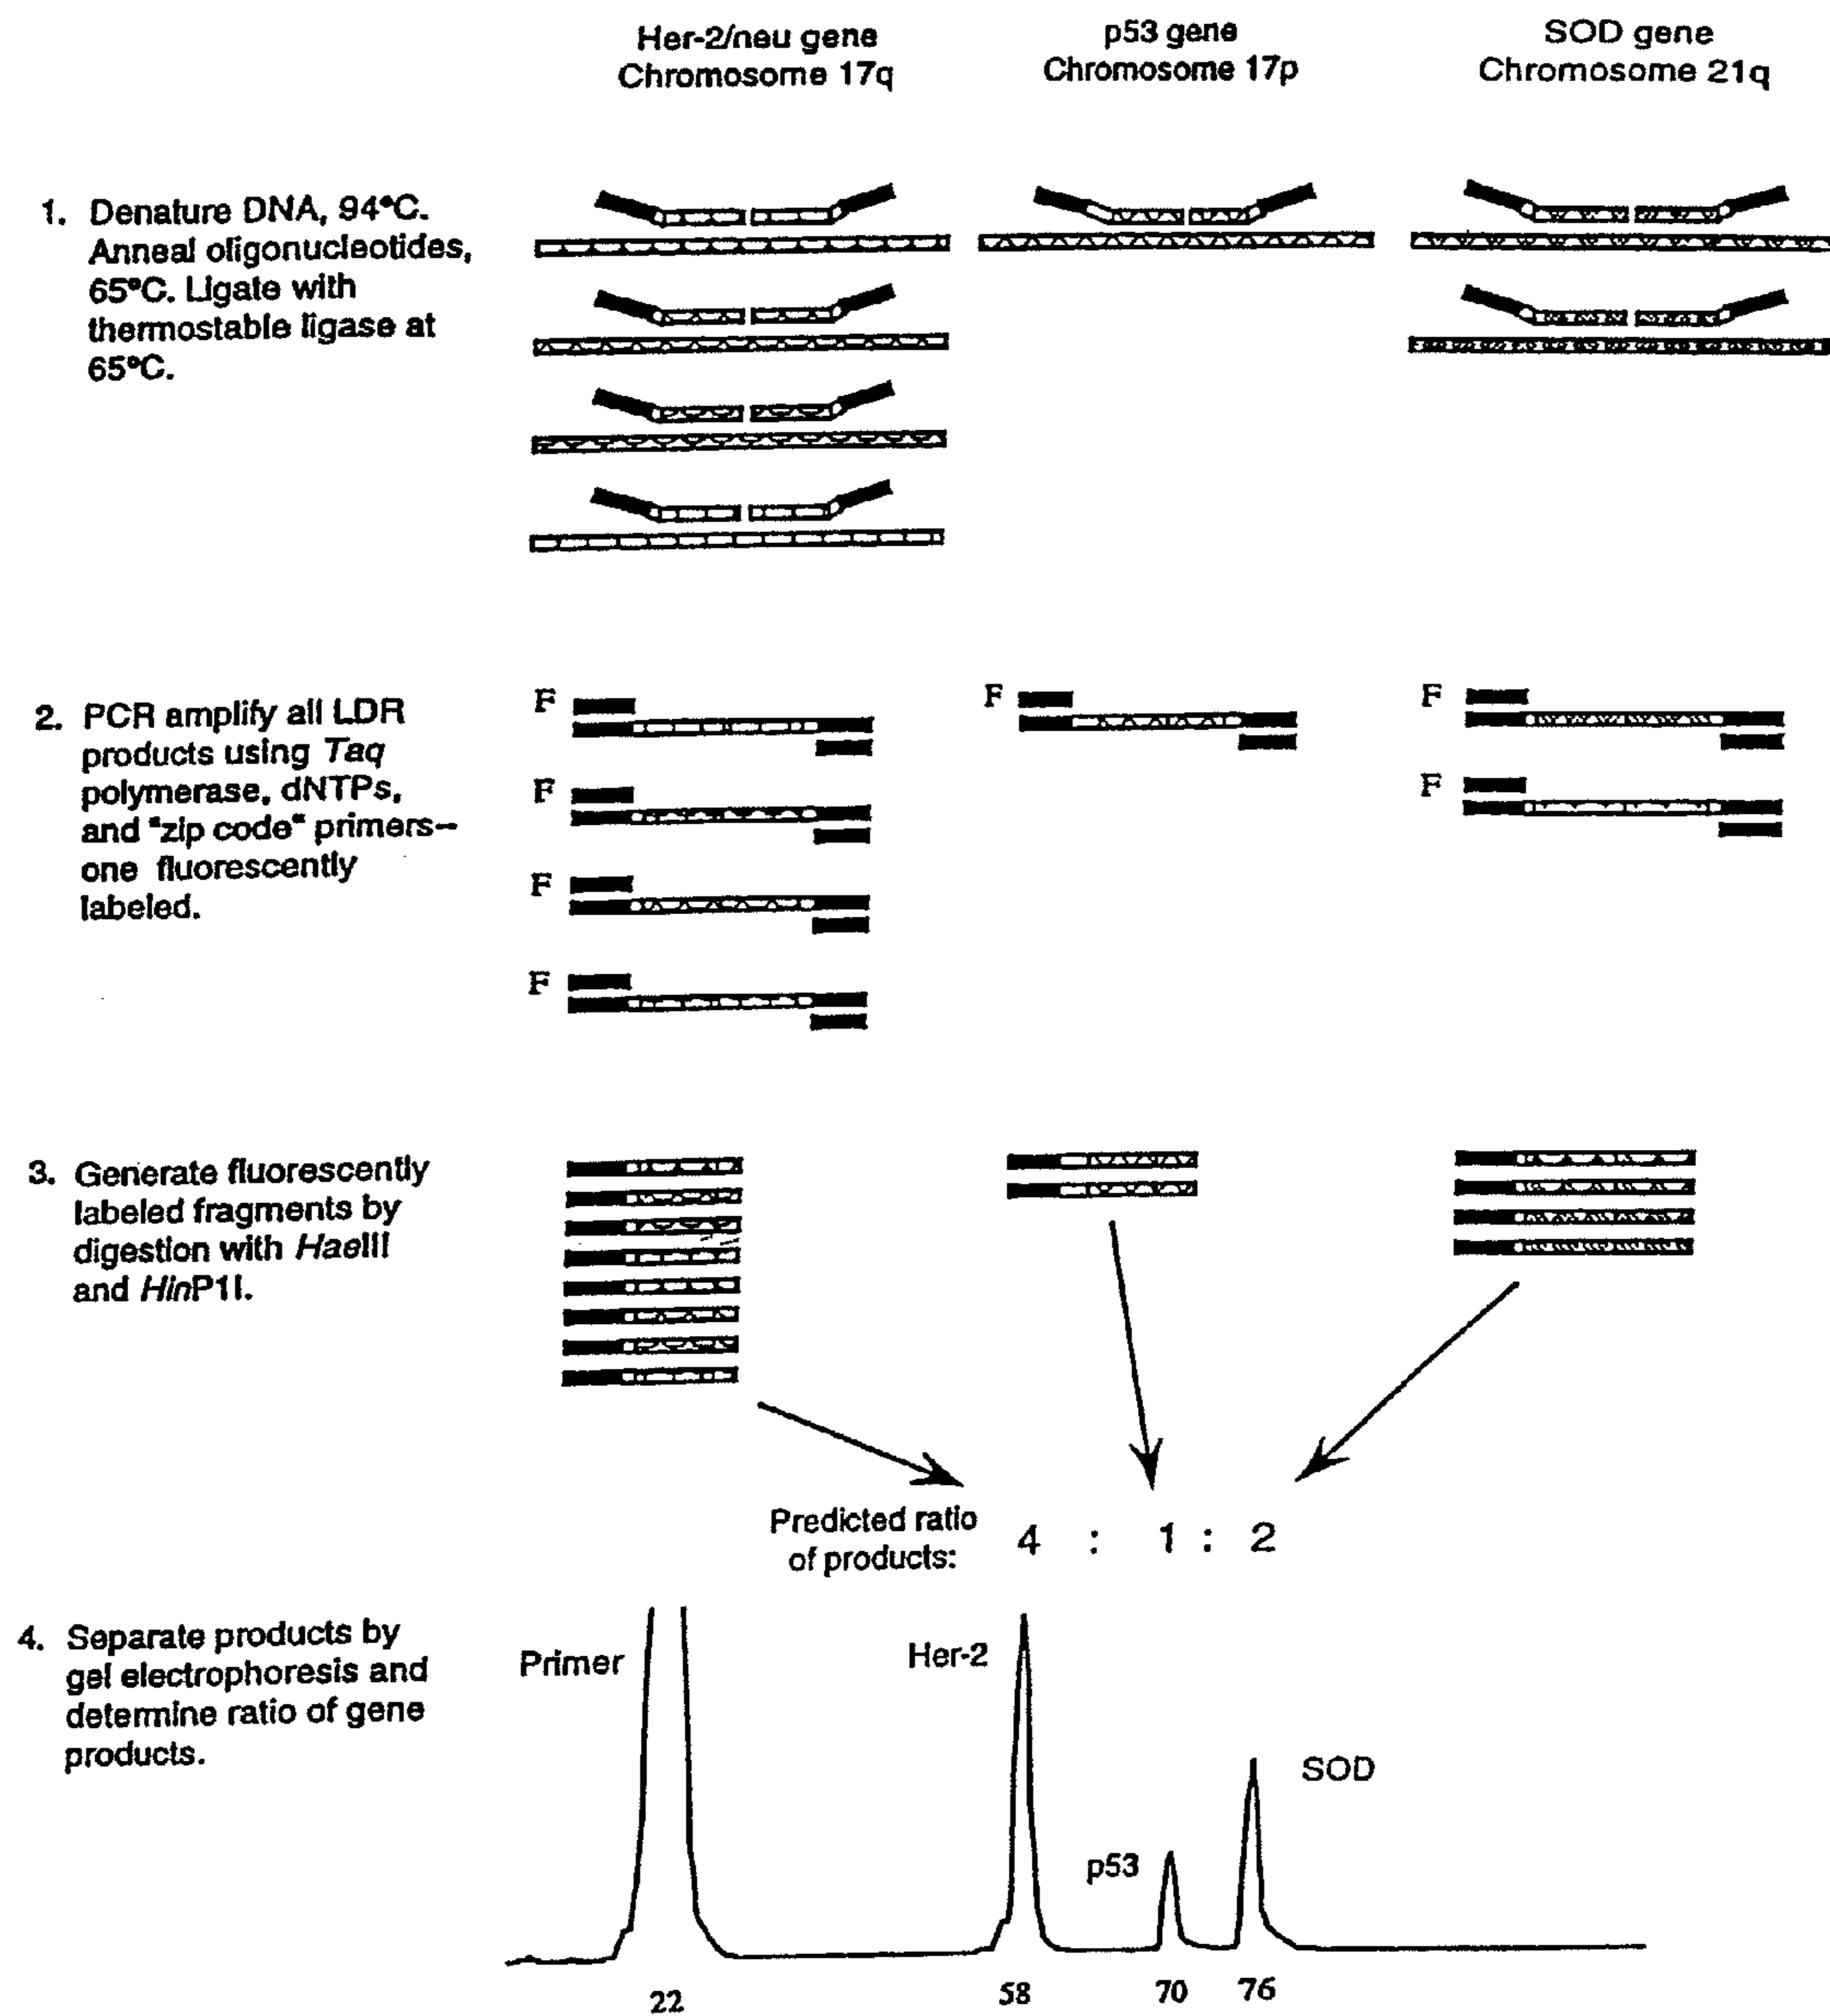 Her-2/neu gene
Chromosome 17q
p53 gene
Chromosome 17p
SOD gene
Chromosome 21q
1. Denature DNA, 94°C.
Anneal oligonucleotides,
65°C. Ligate with
thermostable ligase at
65°C.
2. PCR amplify all LDR
products using Taq
polymerase, dNTPs,
and "zip code" primers--
one fluorescently
labeled.
F
F
F
F
F
F
F
3. Generate fluorescently
labeled fragments by
digestion with HaeIII
and HinP1I.
Predicted ratio
of products:
4 : 1 : 2
4. Separate products by
gel electrophoresis and
determine ratio of gene
products.
Primer
Her-2
p53
SOD
22
58
70
76